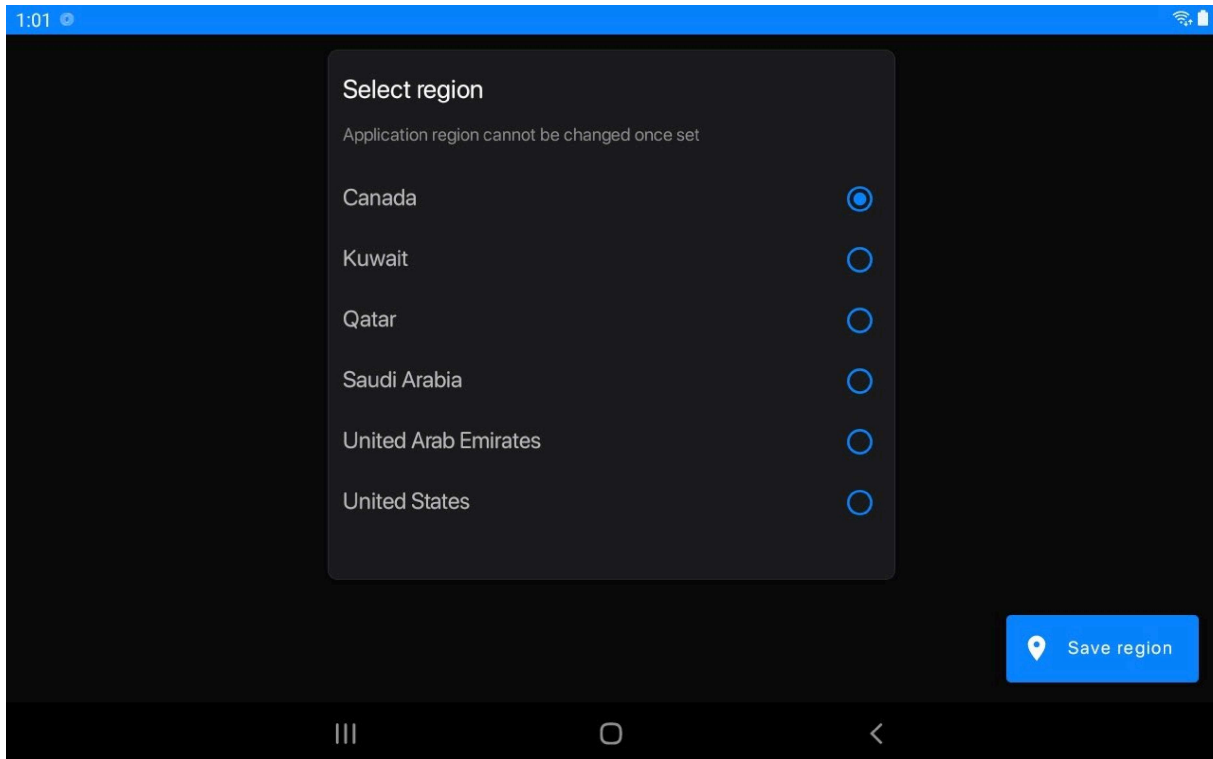 1:01
Select region
Application region cannot be changed once set
Canada
Kuwait
Qatar
Saudi Arabia
United Arab Emirates
United States
Save region